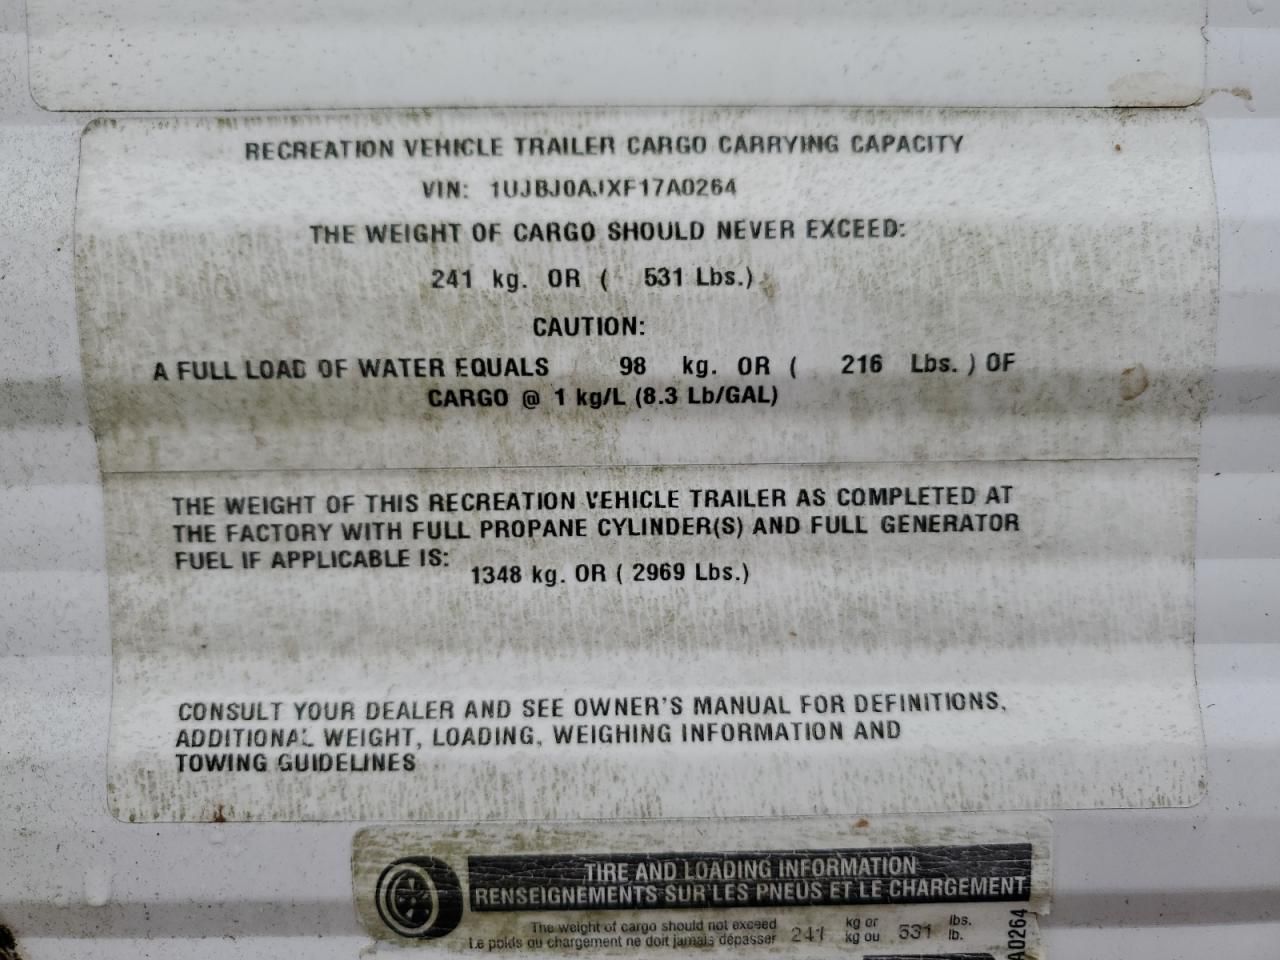 RECREATION VEHICLE TRAILER CARGO CARRYING CAPACITY
VIN: 1UJBJ0AJXF17A0264
THE WEIGHT OF CARGO SHOULD NEVER EXCEED:
241 kg. OR ( 531 Lbs.)
CAUTION:
A FULL LOAD OF WATER EQUALS 98 kg. OR ( 216 Lbs. ) OF
CARGO @ 1 kg/L (8.3 Lb/GAL)
THE WEIGHT OF THIS RECREATION VEHICLE TRAILER AS COMPLETED AT
THE FACTORY WITH FULL PROPANE CYLINDER(S) AND FULL GENERATOR
FUEL IF APPLICABLE IS:
1348 kg. OR ( 2969 Lbs.)
CONSULT YOUR DEALER AND SEE OWNER'S MANUAL FOR DEFINITIONS,
ADDITIONAL WEIGHT, LOADING, WEIGHING INFORMATION AND
TOWING GUIDELINES
TIRE AND LOADING INFORMATION
RENSEIGNEMENTS SUR LES PNEUS ET LE CHARGEMENT
The weight of cargo should not exceed 241 kg or 531 lbs.
Le poids du chargement ne doit jamais dépasser kg ou lb.
A0264